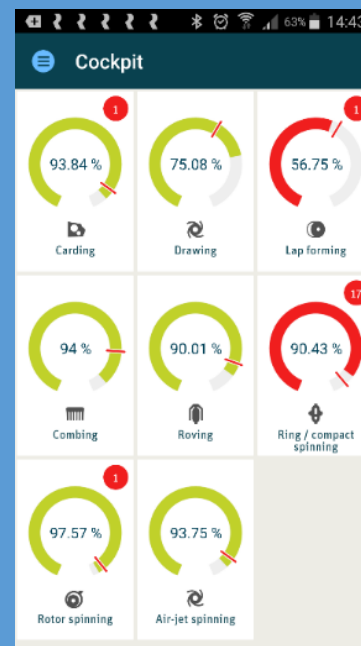 63% 14:43
Cockpit
1
1
93.84 %
75.08 %
56.75 %
Carding
Drawing
Lap forming
17
94 %
90.01 %
90.43 %
Combing
Roving
Ring / compact
spinning
1
97.57 %
93.75 %
Rotor spinning
Air-jet spinning